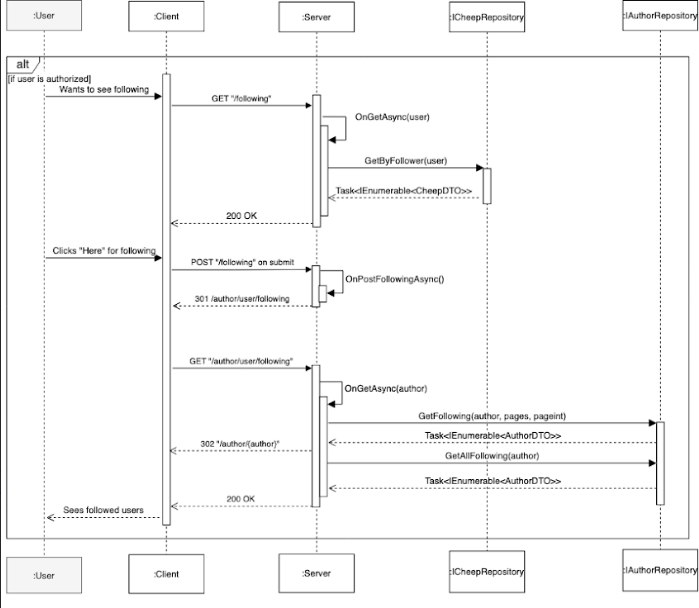 :User
:Client
:Server
:ICheepRepository
:IAuthorRepository
alt
[if user is authorized]
Wants to see following
GET "/following"
OnGetAsync(user)
GetByFollower(user)
Task<IEnumerable<CheepDTO>>
200 OK
Clicks "Here" for following
POST "/following" on submit
OnPostFollowingAsync()
301 /author/user/following
GET "/author/user/following"
OnGetAsync(author)
GetFollowing(author, pages, pageint)
Task<IEnumerable<AuthorDTO>>
302 "/author/{author}"
GetAllFollowing(author)
Task<IEnumerable<AuthorDTO>>
200 OK
Sees followed users
:User
:Client
:Server
:ICheepRepository
:IAuthorRepository